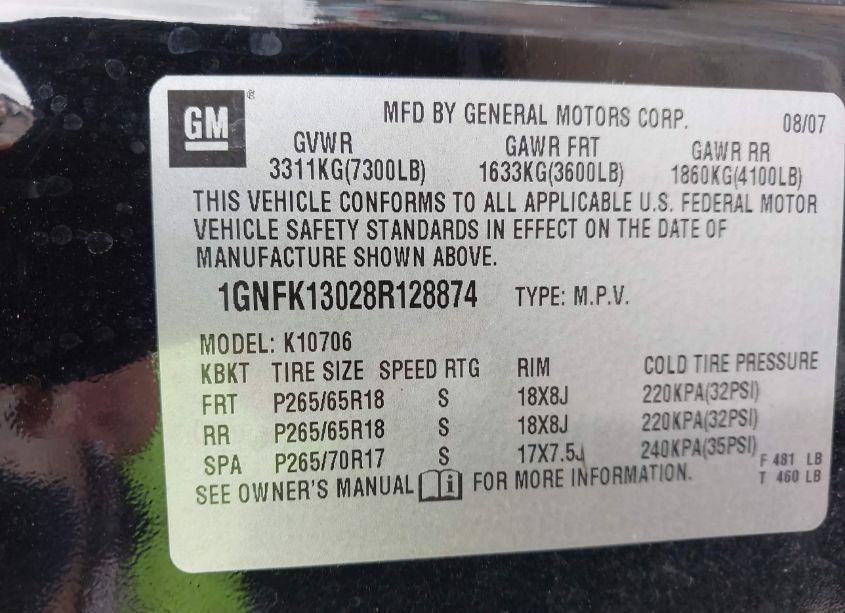 GM® MFD BY GENERAL MOTORS CORP. 08/07
GVWR GAWR FRT GAWR RR
3311KG(7300LB) 1633KG(3600LB) 1860KG(4100LB)
THIS VEHICLE CONFORMS TO ALL APPLICABLE U.S. FEDERAL MOTOR
VEHICLE SAFETY STANDARDS IN EFFECT ON THE DATE OF
MANUFACTURE SHOWN ABOVE.
1GNFK13028R128874 TYPE: M.P.V.
MODEL: K10706
KBKT TIRE SIZE SPEED RTG RIM COLD TIRE PRESSURE
FRT P265/65R18 S 18X8J 220KPA(32PSI)
RR P265/65R18 S 18X8J 220KPA(32PSI)
SPA P265/70R17 S 17X7.5J 240KPA(35PSI) F 481 LB
SEE OWNER'S MANUAL i FOR MORE INFORMATION. T 460 LB